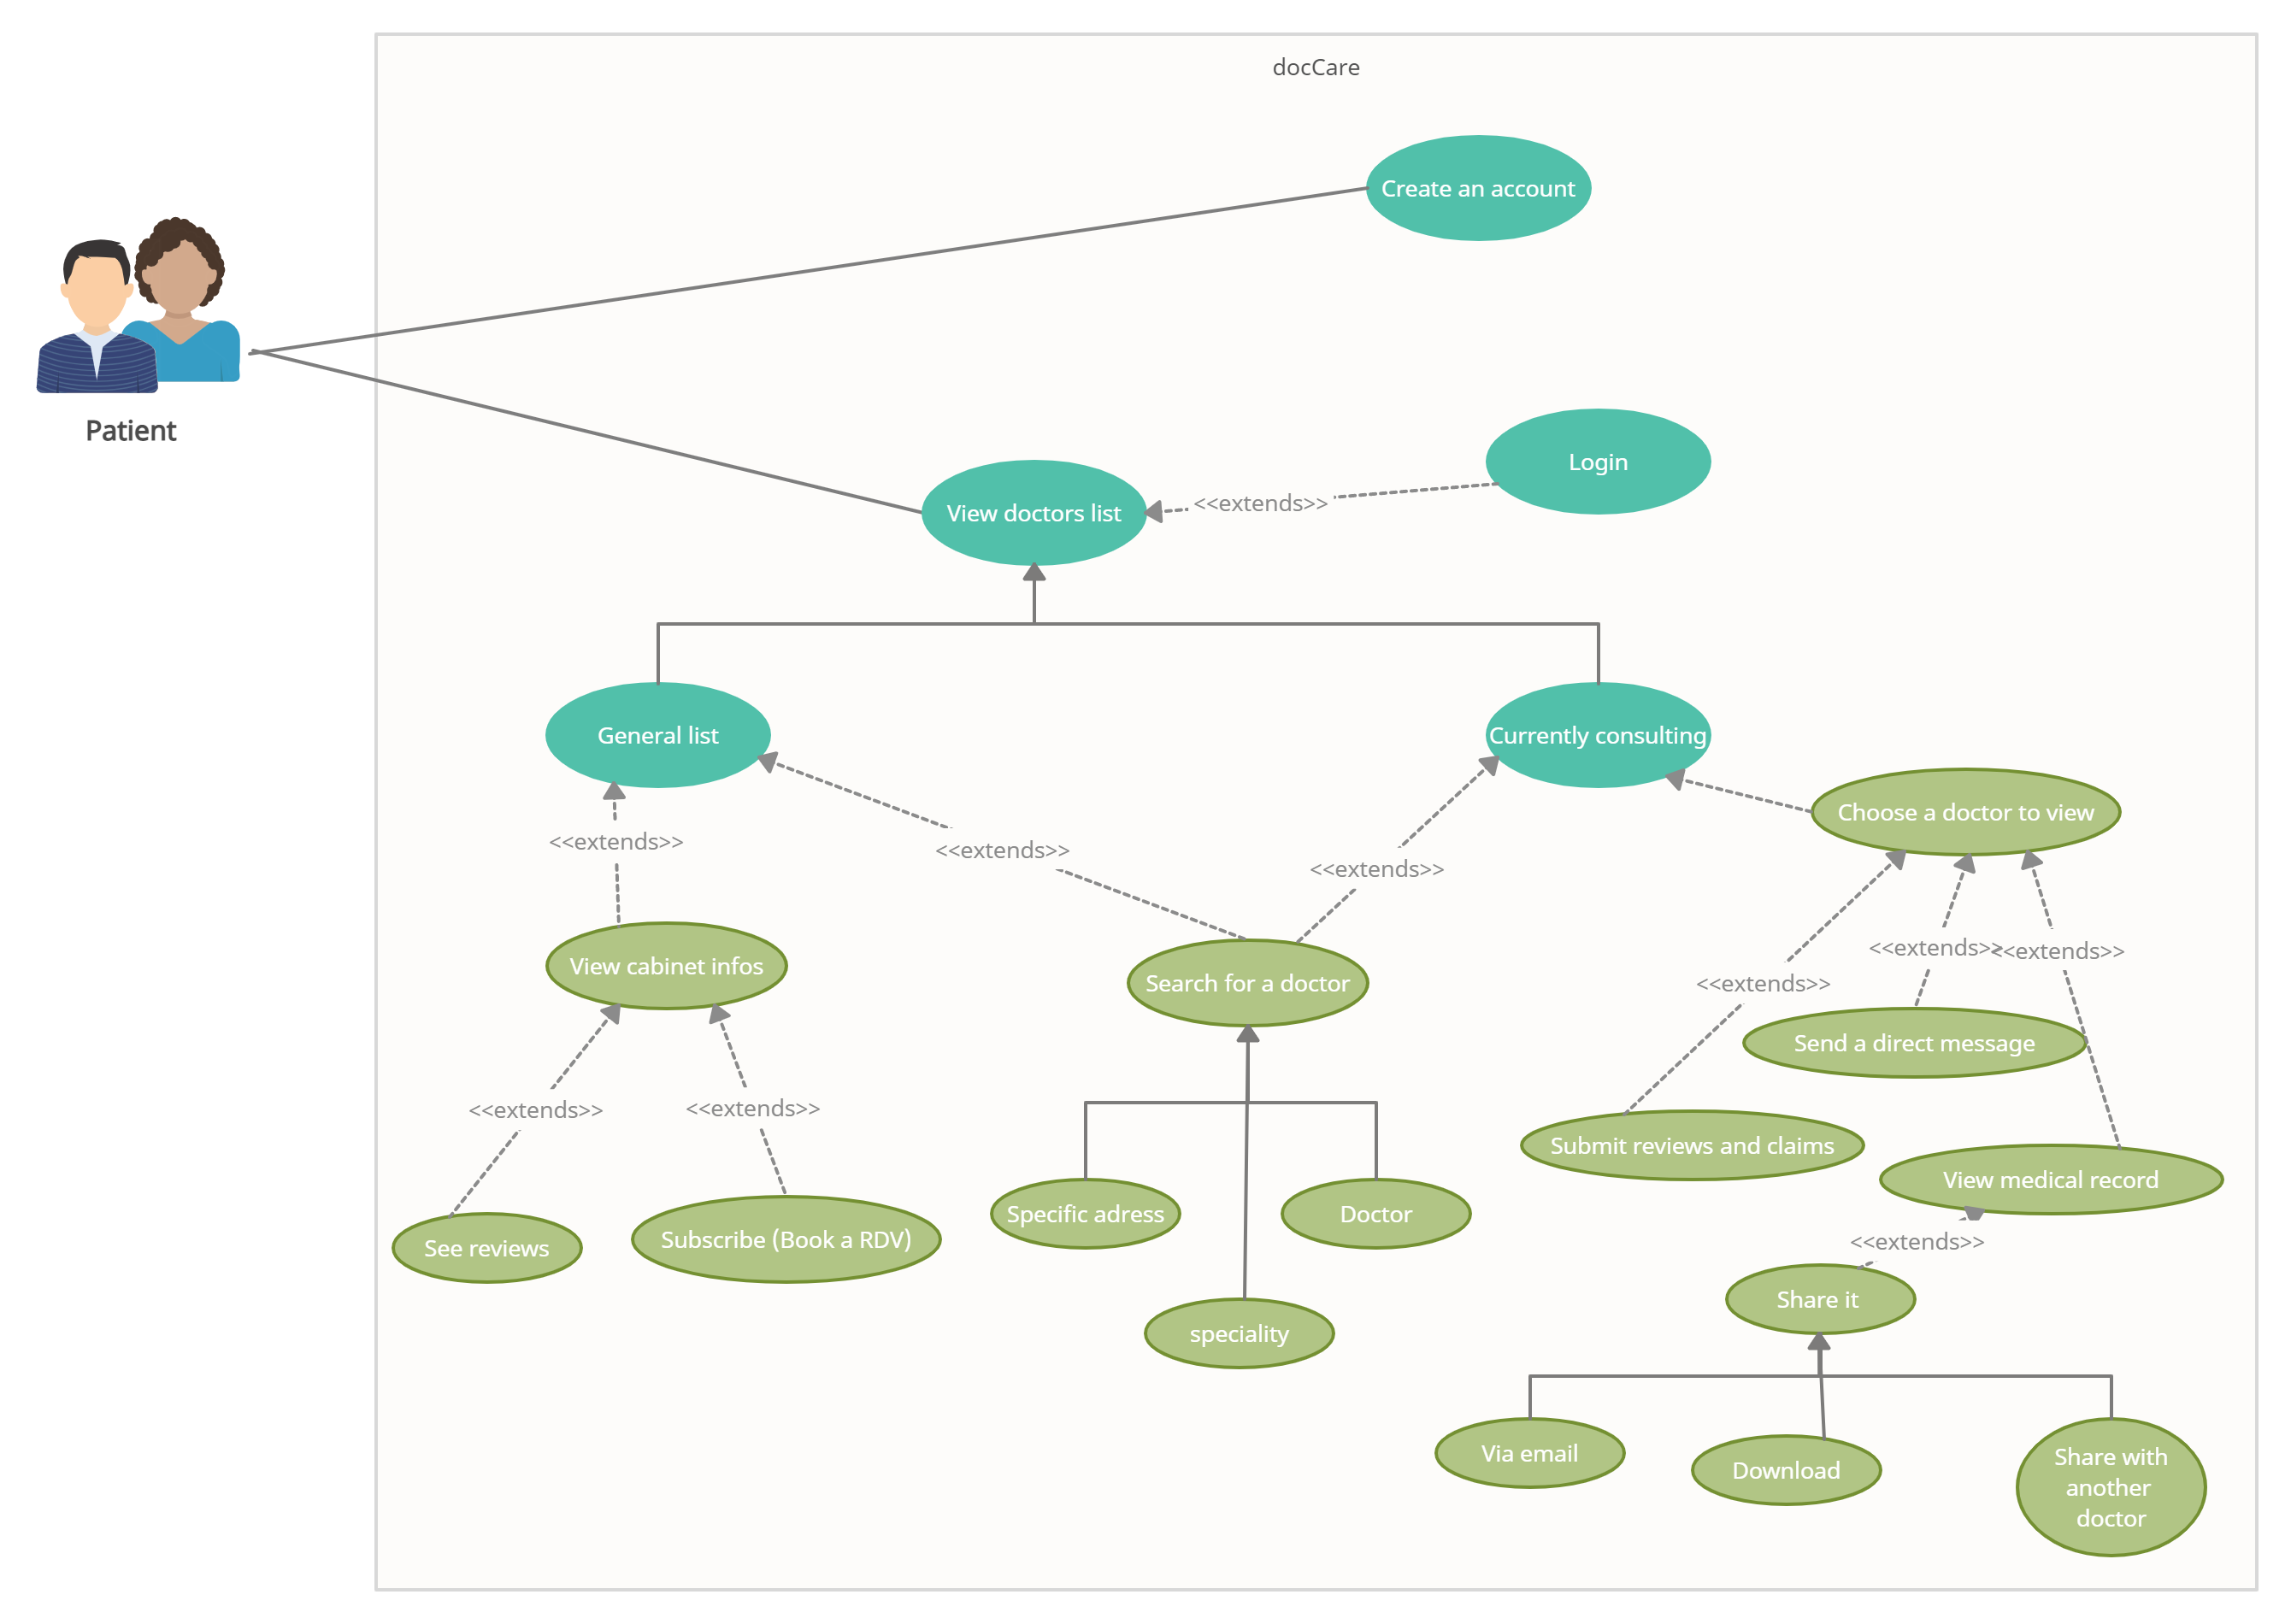 docCare
Create an account
Patient
Login
<<extends>>
View doctors list
General list
Currently consulting
Choose a doctor to view
<<extends>>
<<extends>>
<<extends>>
<<extends>>
<<extends>>
View cabinet infos
Search for a doctor
<<extends>>
Send a direct message
<<extends>>
<<extends>>
Submit reviews and claims
View medical record
Specific adress
Doctor
<<extends>>
See reviews
Subscribe (Book a RDV)
Share it
speciality
Via email
Download
Share with
another
doctor